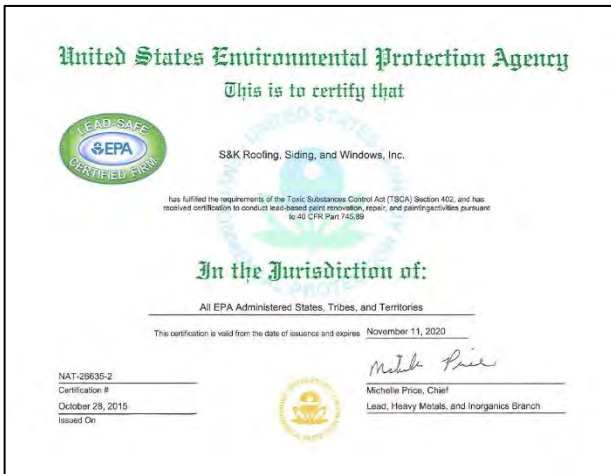 United States Environmental Protection Agency
This is to certify that
LEAD-SAFE
EPA
CERTIFIED FIRM
S&K Roofing, Siding, and Windows, Inc.
has fulfilled the requirements of the Toxic Substances Control Act (TSCA) Section 402, and has
received certification to conduct lead-based paint renovation, repair, and paintingactivities pursuant
to 40 CFR Part 745.89
In the Jurisdiction of:
All EPA Administered States, Tribes, and Territories
This certification is valid from the date of issuance and expires November 11, 2020
NAT-26635-2
Certification #
October 28, 2015
Issued On
Michelle Price
Michelle Price, Chief
Lead, Heavy Metals, and Inorganics Branch